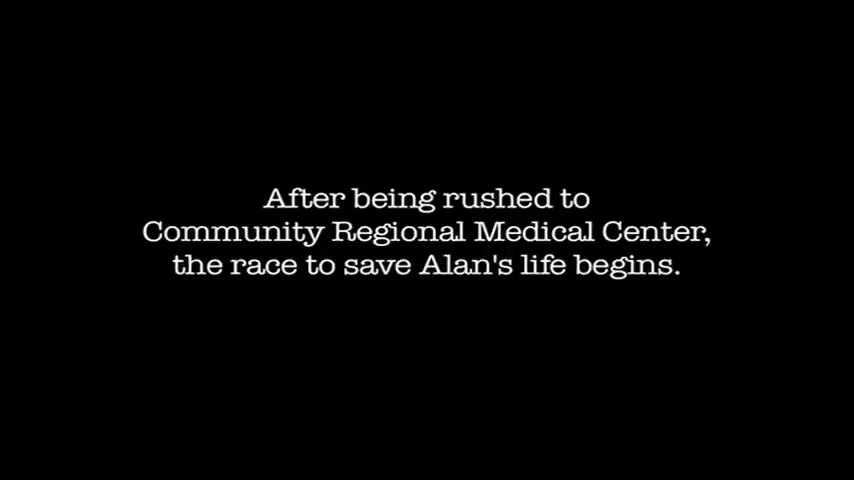 After being rushed to
Community Regional Medical Center,
the race to save Alan's life begins.